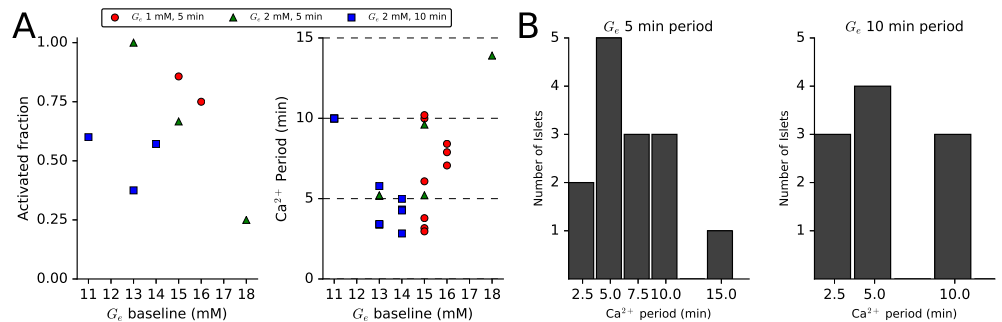 A
G_e 1 mM, 5 min G_e 2 mM, 5 min G_e 2 mM, 10 min
Activated fraction
1.00
0.75
0.50
0.25
0.00
11 12 13 14 15 16 17 18
G_e baseline (mM)
Ca²⁺ Period (min)
15
10
5
0
11 12 13 14 15 16 17 18
G_e baseline (mM)
B
G_e 5 min period
Number of Islets
5
4
3
2
1
2.5 5.0 7.5 10.0 15.0
Ca²⁺ period (min)
G_e 10 min period
Number of Islets
5
4
3
2
1
2.5 5.0 10.0
Ca²⁺ period (min)